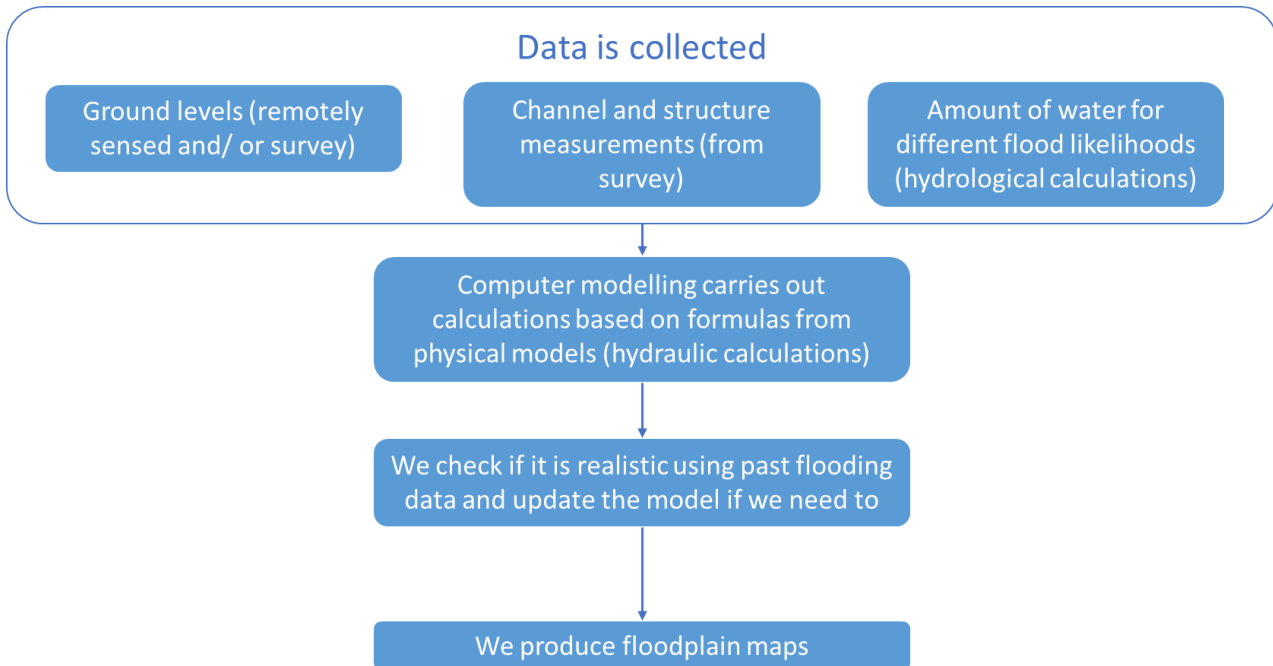 Data is collected
Ground levels (remotely
sensed and/ or survey)
Channel and structure
measurements (from
survey)
Amount of water for
different flood likelihoods
(hydrological calculations)
Computer modelling carries out
calculations based on formulas from
physical models (hydraulic calculations)
We check if it is realistic using past flooding
data and update the model if we need to
We produce floodplain maps